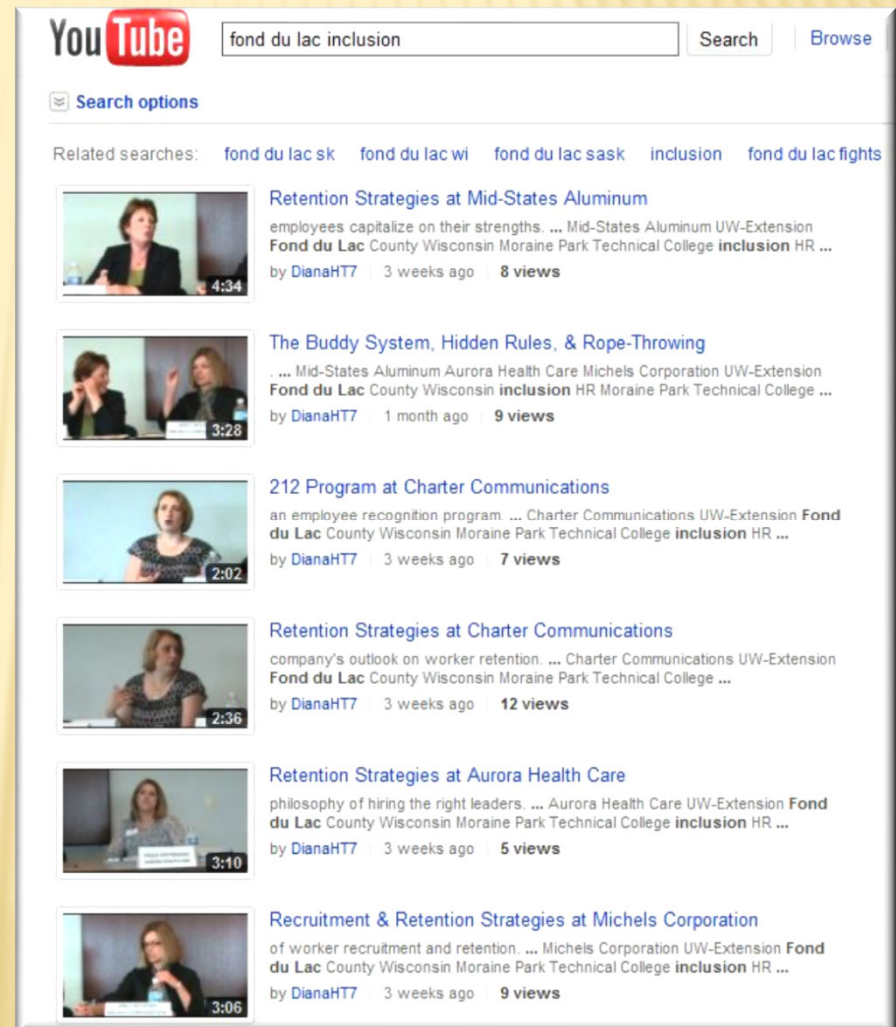 YouTube
fond du lac inclusion
Search
Browse
Search options
Related searches: fond du lac sk fond du lac wi fond du lac sask inclusion fond du lac fights
Retention Strategies at Mid-States Aluminum
employees capitalize on their strengths. ... Mid-States Aluminum UW-Extension
Fond du Lac County Wisconsin Moraine Park Technical College inclusion HR ...
by DianaHT7 3 weeks ago 8 views
4:34
The Buddy System, Hidden Rules, & Rope-Throwing
. ... Mid-States Aluminum Aurora Health Care Michels Corporation UW-Extension
Fond du Lac County Wisconsin inclusion HR Moraine Park Technical College ...
by DianaHT7 1 month ago 9 views
3:28
212 Program at Charter Communications
an employee recognition program. ... Charter Communications UW-Extension Fond
du Lac County Wisconsin Moraine Park Technical College inclusion HR ...
by DianaHT7 3 weeks ago 7 views
2:02
Retention Strategies at Charter Communications
company's outlook on worker retention. ... Charter Communications UW-Extension
Fond du Lac County Wisconsin Moraine Park Technical College ...
by DianaHT7 3 weeks ago 12 views
2:36
Retention Strategies at Aurora Health Care
philosophy of hiring the right leaders. ... Aurora Health Care UW-Extension Fond
du Lac County Wisconsin Moraine Park Technical College inclusion HR ...
by DianaHT7 3 weeks ago 5 views
3:10
Recruitment & Retention Strategies at Michels Corporation
of worker recruitment and retention. ... Michels Corporation UW-Extension Fond
du Lac County Wisconsin Moraine Park Technical College inclusion HR ...
by DianaHT7 3 weeks ago 9 views
3:06